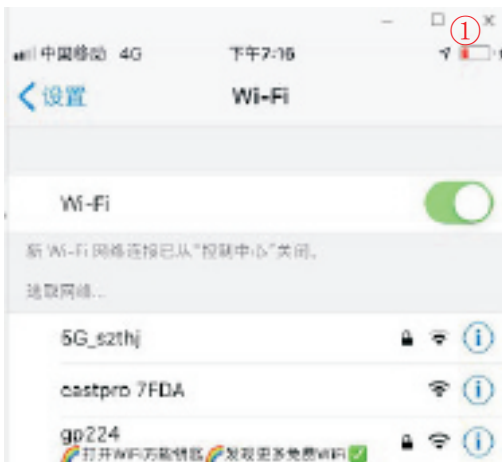 ①
中国移动 4G 下午7:16
设置 Wi-Fi
Wi-Fi
新 Wi-Fi 网络连接已从“控制中心”关闭。
选取网络...
5G_szthj
castpro 7FDA
gp224
🌈打开WiFi万能钥匙🌈发现更多免费WiFi✅